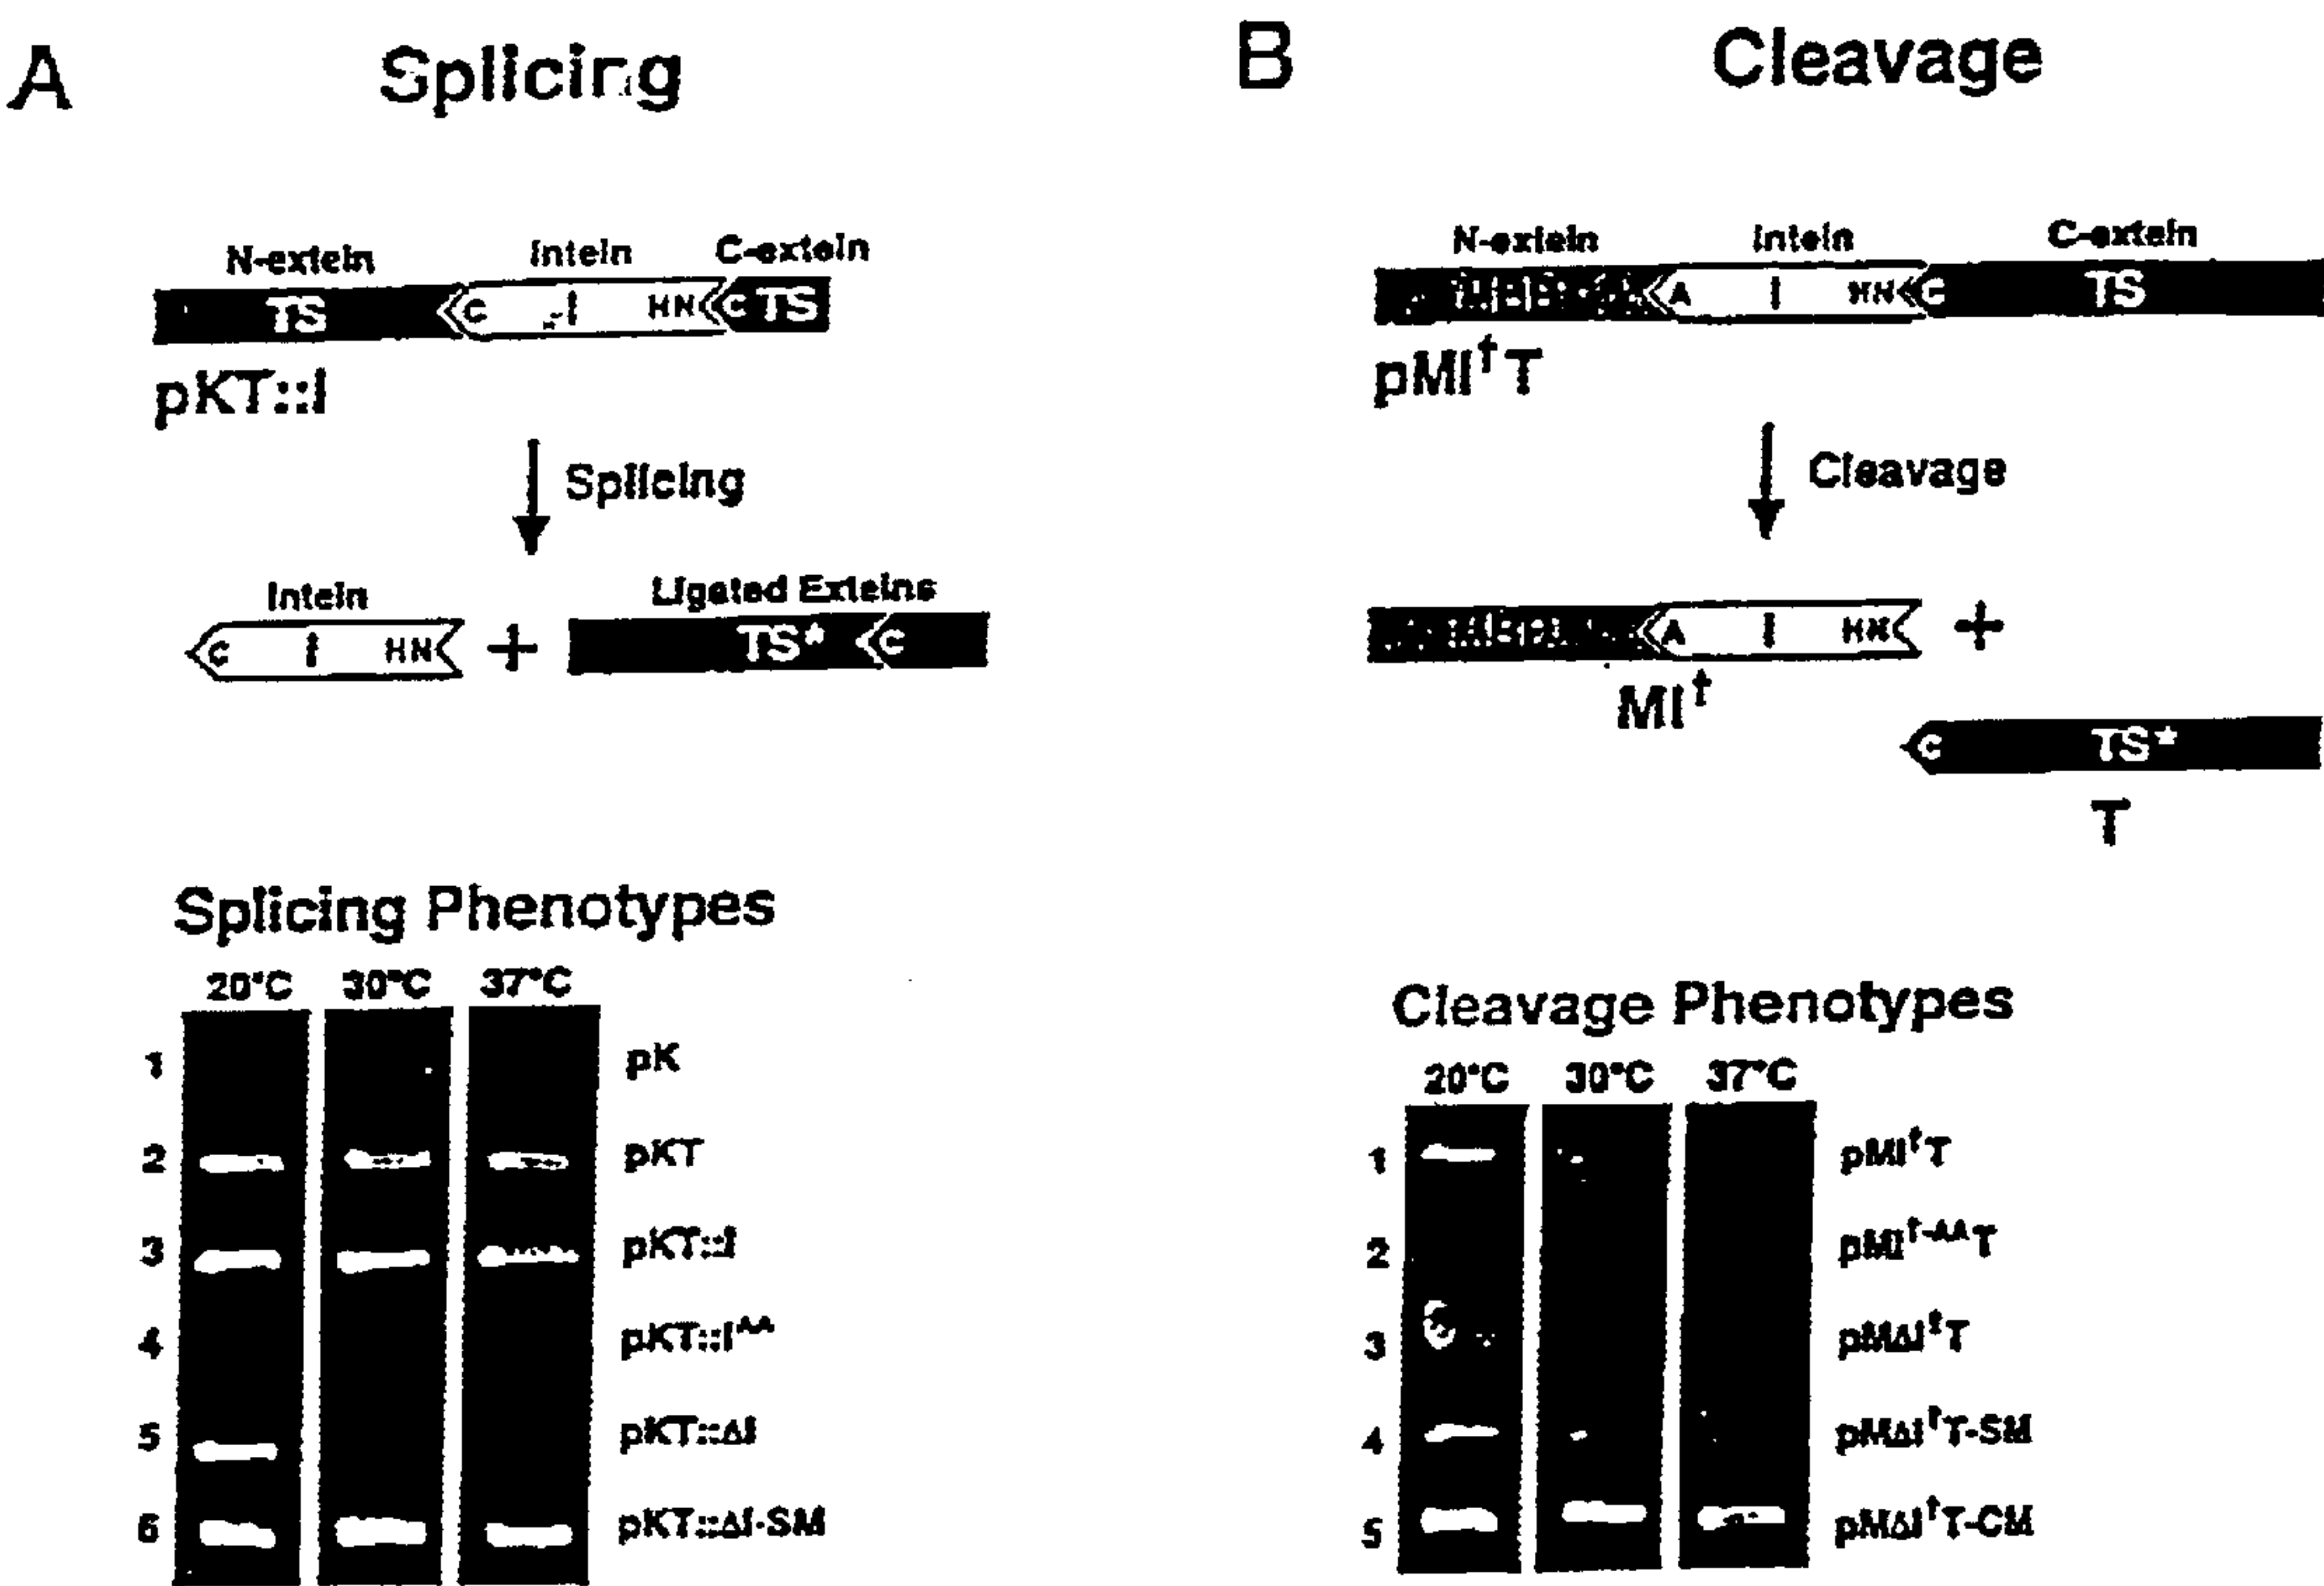 A
Splicing
N-extein Intein C-extein
TS C I HN C TS
pKT::I
Splicing
Intein Ligated Exteins
C I HN + TS* C
Splicing Phenotypes
20°C 30°C 37°C
1 pK
2 pKT
3 pKT::I
4 pKT::I^AA
5 pKT::ΔI
6 pKT::ΔI-SM
B
Cleavage
N-extein Intein C-extein
A I HN C TS
pMI†T
Cleavage
A I HN +
MI†
C TS*
T
Cleavage Phenotypes
20°C 30°C 37°C
1 pMI†T
2 pMI†-AAT
3 pMΔI†T
4 pMΔI†T-SM
5 pMΔI†T-CM